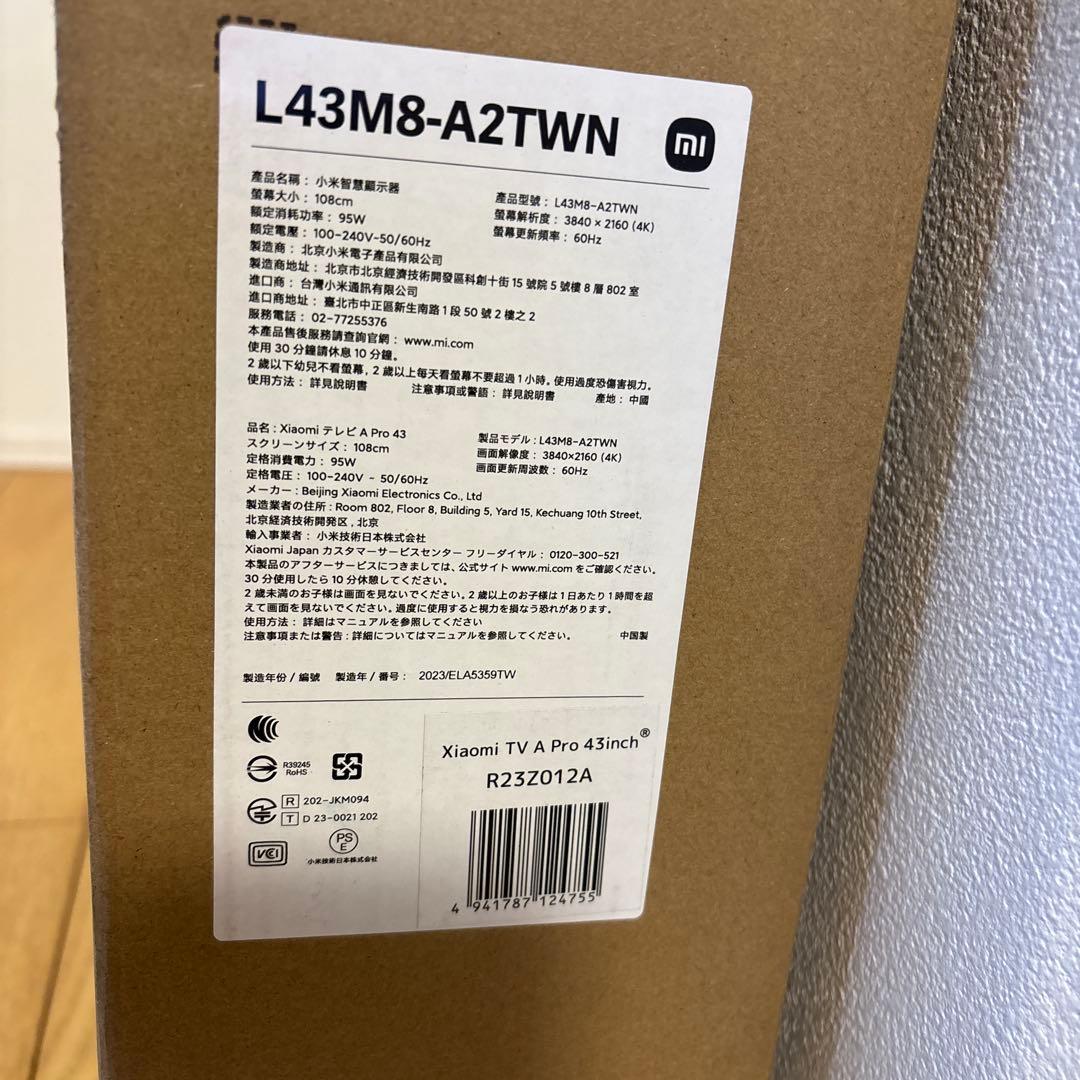 L43M8-A2TWN
mi
產品名稱：小米智慧顯示器
產品型號：L43M8-A2TWN
螢幕大小：108cm
螢幕解析度：3840 × 2160 (4K)
額定消耗功率：95W
螢幕更新頻率：60Hz
額定電壓：100-240V~50/60Hz
製造商：北京小米電子產品有限公司
製造商地址：北京市北京經濟技術開發區科創十街 15 號院 5 號樓 8 層 802 室
進口商：台灣小米通訊有限公司
進口商地址：臺北市中正區新生南路 1 段 50 號 2 樓之 2
服務電話：02-77255376
本產品售後服務請查詢官網：www.mi.com
使用 30 分鐘請休息 10 分鐘。
2 歲以下幼兒不看螢幕，2 歲以上每天看螢幕不要超過 1 小時。使用過度恐傷害視力。
使用方法：詳見說明書 注意事項或警語：詳見說明書 產地：中國
品名 : Xiaomi テレビ A Pro 43
製品モデル : L43M8-A2TWN
スクリーンサイズ：108cm
画面解像度：3840×2160 (4K)
定格消費電力：95W
画面更新周波数：60Hz
定格電圧：100-240V ~ 50/60Hz
メーカー : Beijing Xiaomi Electronics Co., Ltd
製造業者の住所 : Room 802, Floor 8, Building 5, Yard 15, Kechuang 10th Street,
北京経済技術開発区 , 北京
輸入事業者：小米技術日本株式会社
Xiaomi Japan カスタマーサービスセンター フリーダイヤル：0120-300-521
本製品のアフターサービスにつきましては、公式サイト www.mi.com をご確認ください。
30 分使用したら 10 分休憩してください。
2 歳未満のお子様は画面を見ないでください。2 歳以上のお子様は 1 日あたり 1 時間を超
えて画面を見ないでください。過度に使用すると視力を損なう恐れがあります。
使用方法：詳細はマニュアルを参照してください
注意事項または警告 : 詳細についてはマニュアルを参照してください。 中国製
製造年份 / 編號 製造年 / 番号：2023/ELA5359TW
R39245
RoHS
R 202-JKM094
T D 23-0021 202
VCCI
PS
E
小米技術日本株式会社
Xiaomi TV A Pro 43inch®
R23Z012A
4 941787 124755